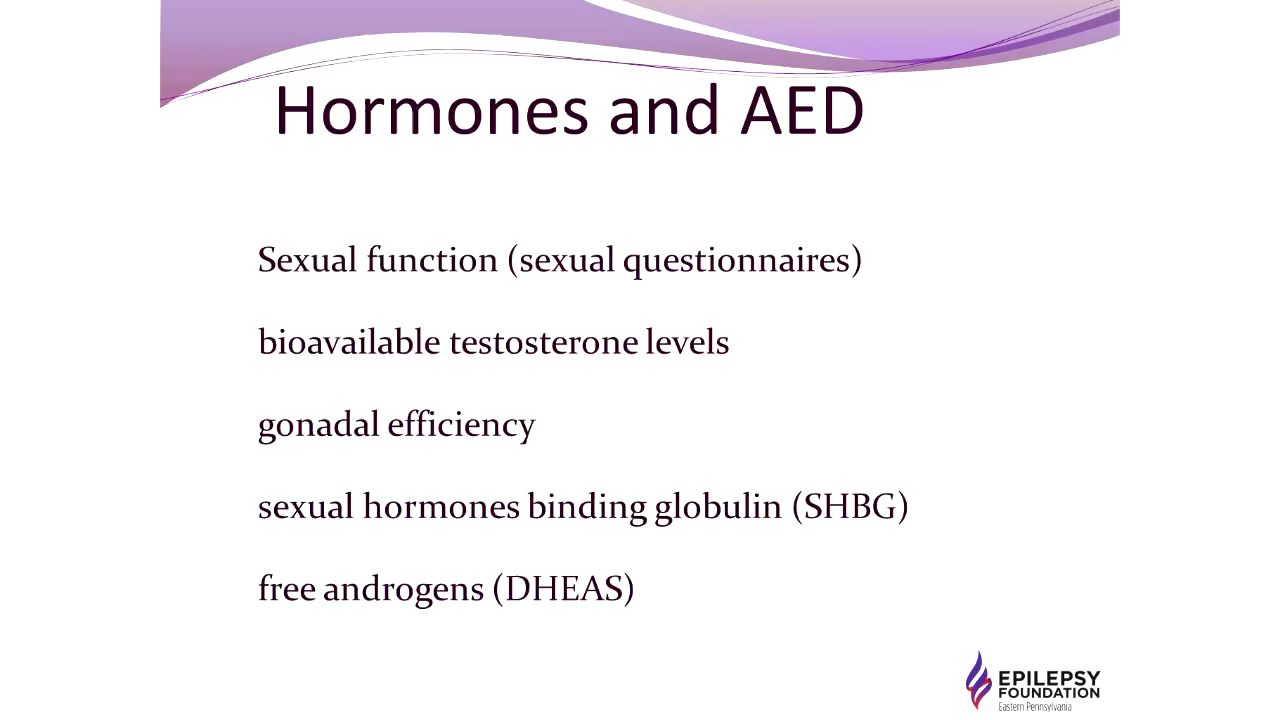 Hormones and AED
Sexual function (sexual questionnaires)
bioavailable testosterone levels
gonadal efficiency
sexual hormones binding globulin (SHBG)
free androgens (DHEAS)
EPILEPSY
FOUNDATION
Eastern Pennsylvania